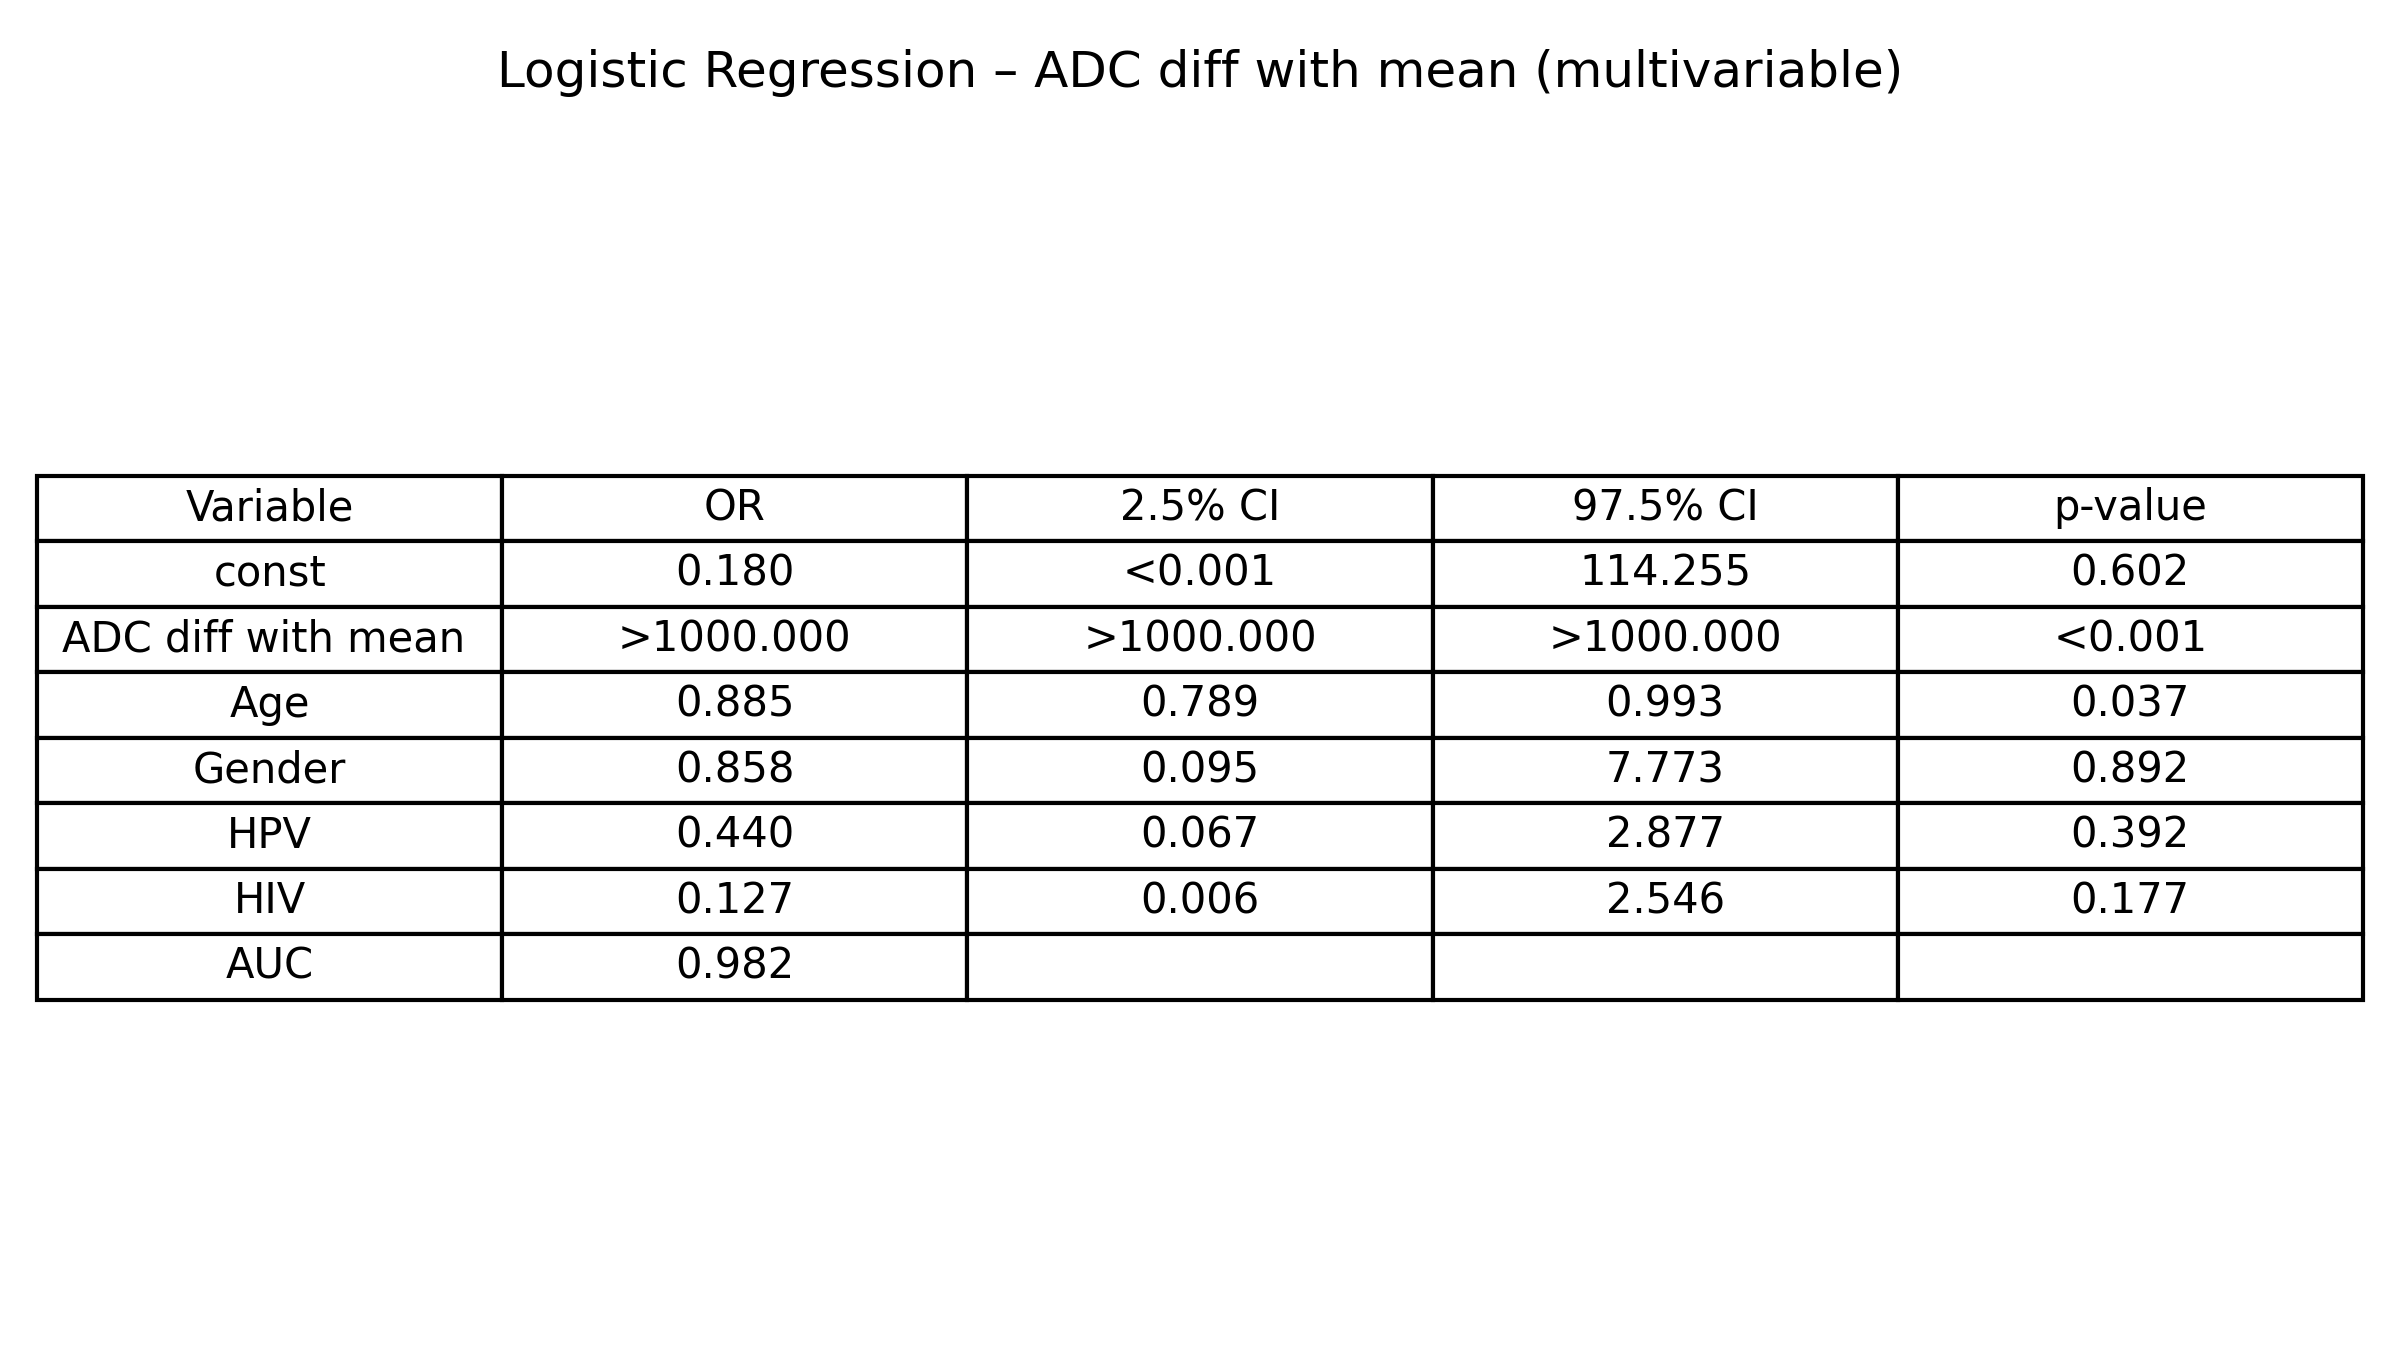 Logistic Regression – ADC diff with mean (multivariable)
Variable OR 2.5% CI 97.5% CI p-value
const 0.180 <0.001 114.255 0.602
ADC diff with mean >1000.000 >1000.000 >1000.000 <0.001
Age 0.885 0.789 0.993 0.037
Gender 0.858 0.095 7.773 0.892
HPV 0.440 0.067 2.877 0.392
HIV 0.127 0.006 2.546 0.177
AUC 0.982